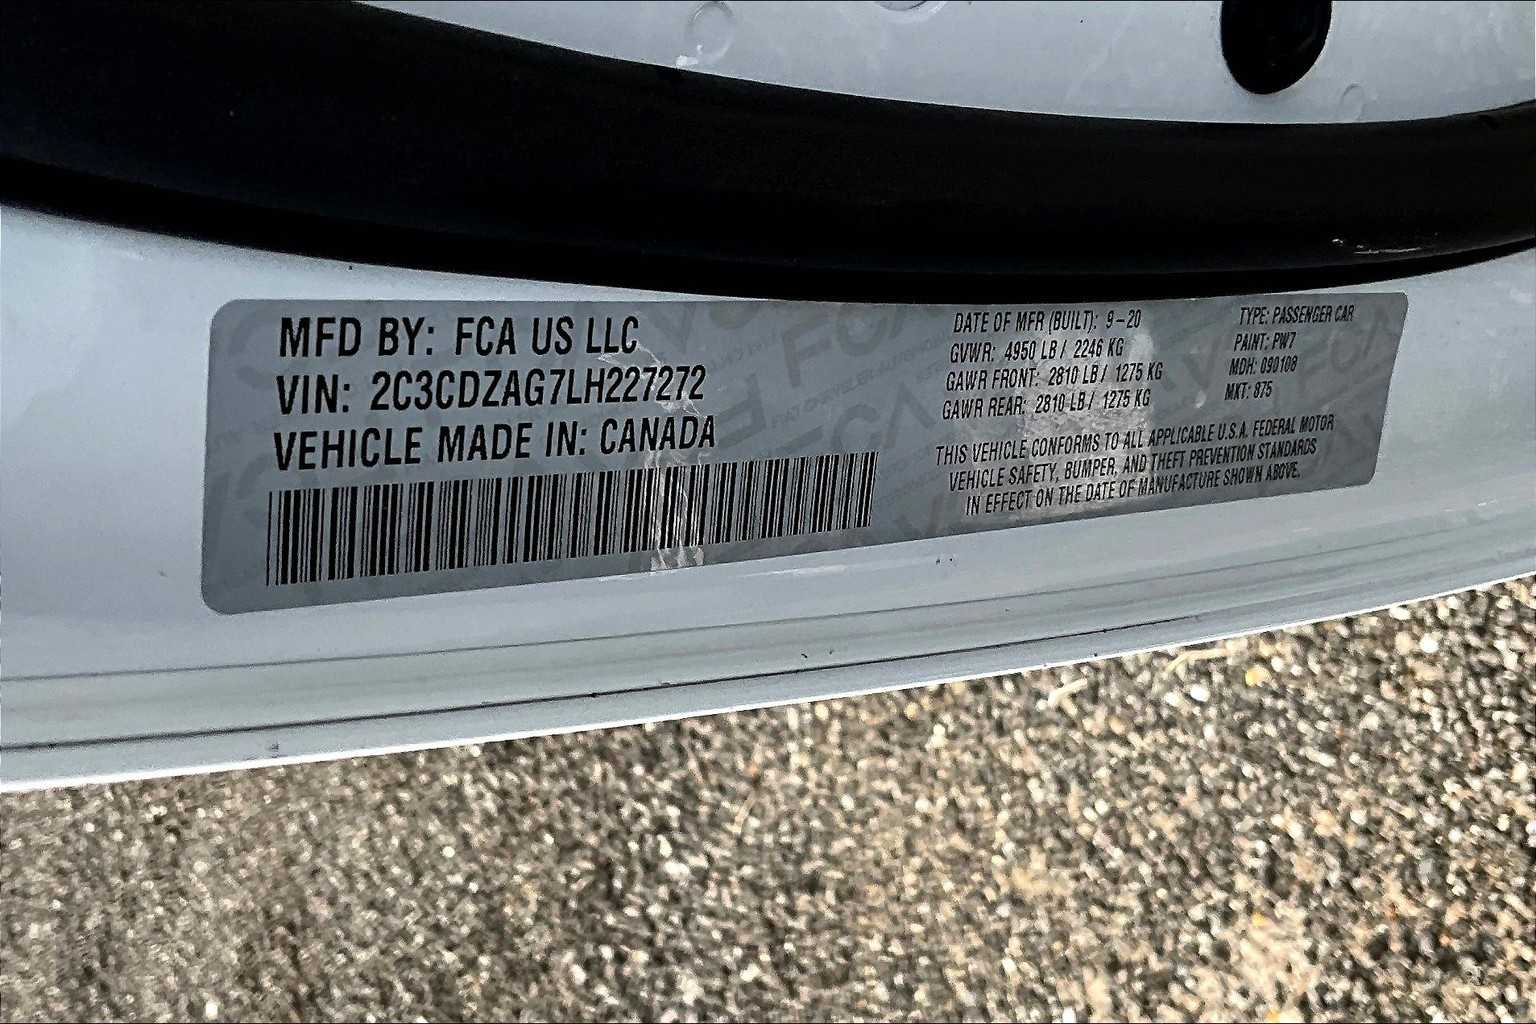 MFD BY: FCA US LLC
VIN: 2C3CDZAG7LH227272
VEHICLE MADE IN: CANADA
DATE OF MFR (BUILT): 9-20
GVWR: 4950 LB / 2246 KG
GAWR FRONT: 2810 LB / 1275 KG
GAWR REAR: 2810 LB / 1275 KG
TYPE: PASSENGER CAR
PAINT: PW7
MDH: 090108
MKT: 875
THIS VEHICLE CONFORMS TO ALL APPLICABLE U.S.A. FEDERAL MOTOR
VEHICLE SAFETY, BUMPER, AND THEFT PREVENTION STANDARDS
IN EFFECT ON THE DATE OF MANUFACTURE SHOWN ABOVE.